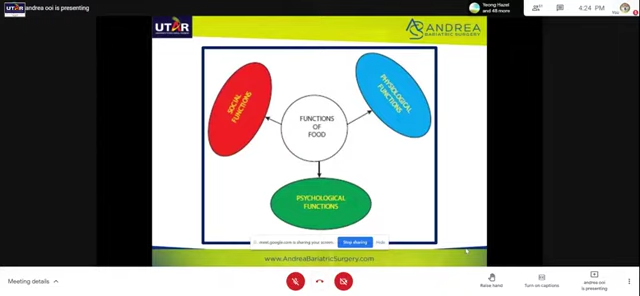 andrea ooi is presenting
Yeong Hazel
and 48 more
4:24 PM
You
UTAR
UTAR
ANDREA
BARIATRIC SURGERY
SOCIAL
FUNCTIONS
PHYSIOLOGICAL
FUNCTIONS
FUNCTIONS
OF
FOOD
PSYCHOLOGICAL
FUNCTIONS
meet.google.com is sharing your screen.
Stop sharing
Hide
www.AndreaBariatricSurgery.com
Meeting details
Raise hand
Turn on captions
andrea ooi
is presenting